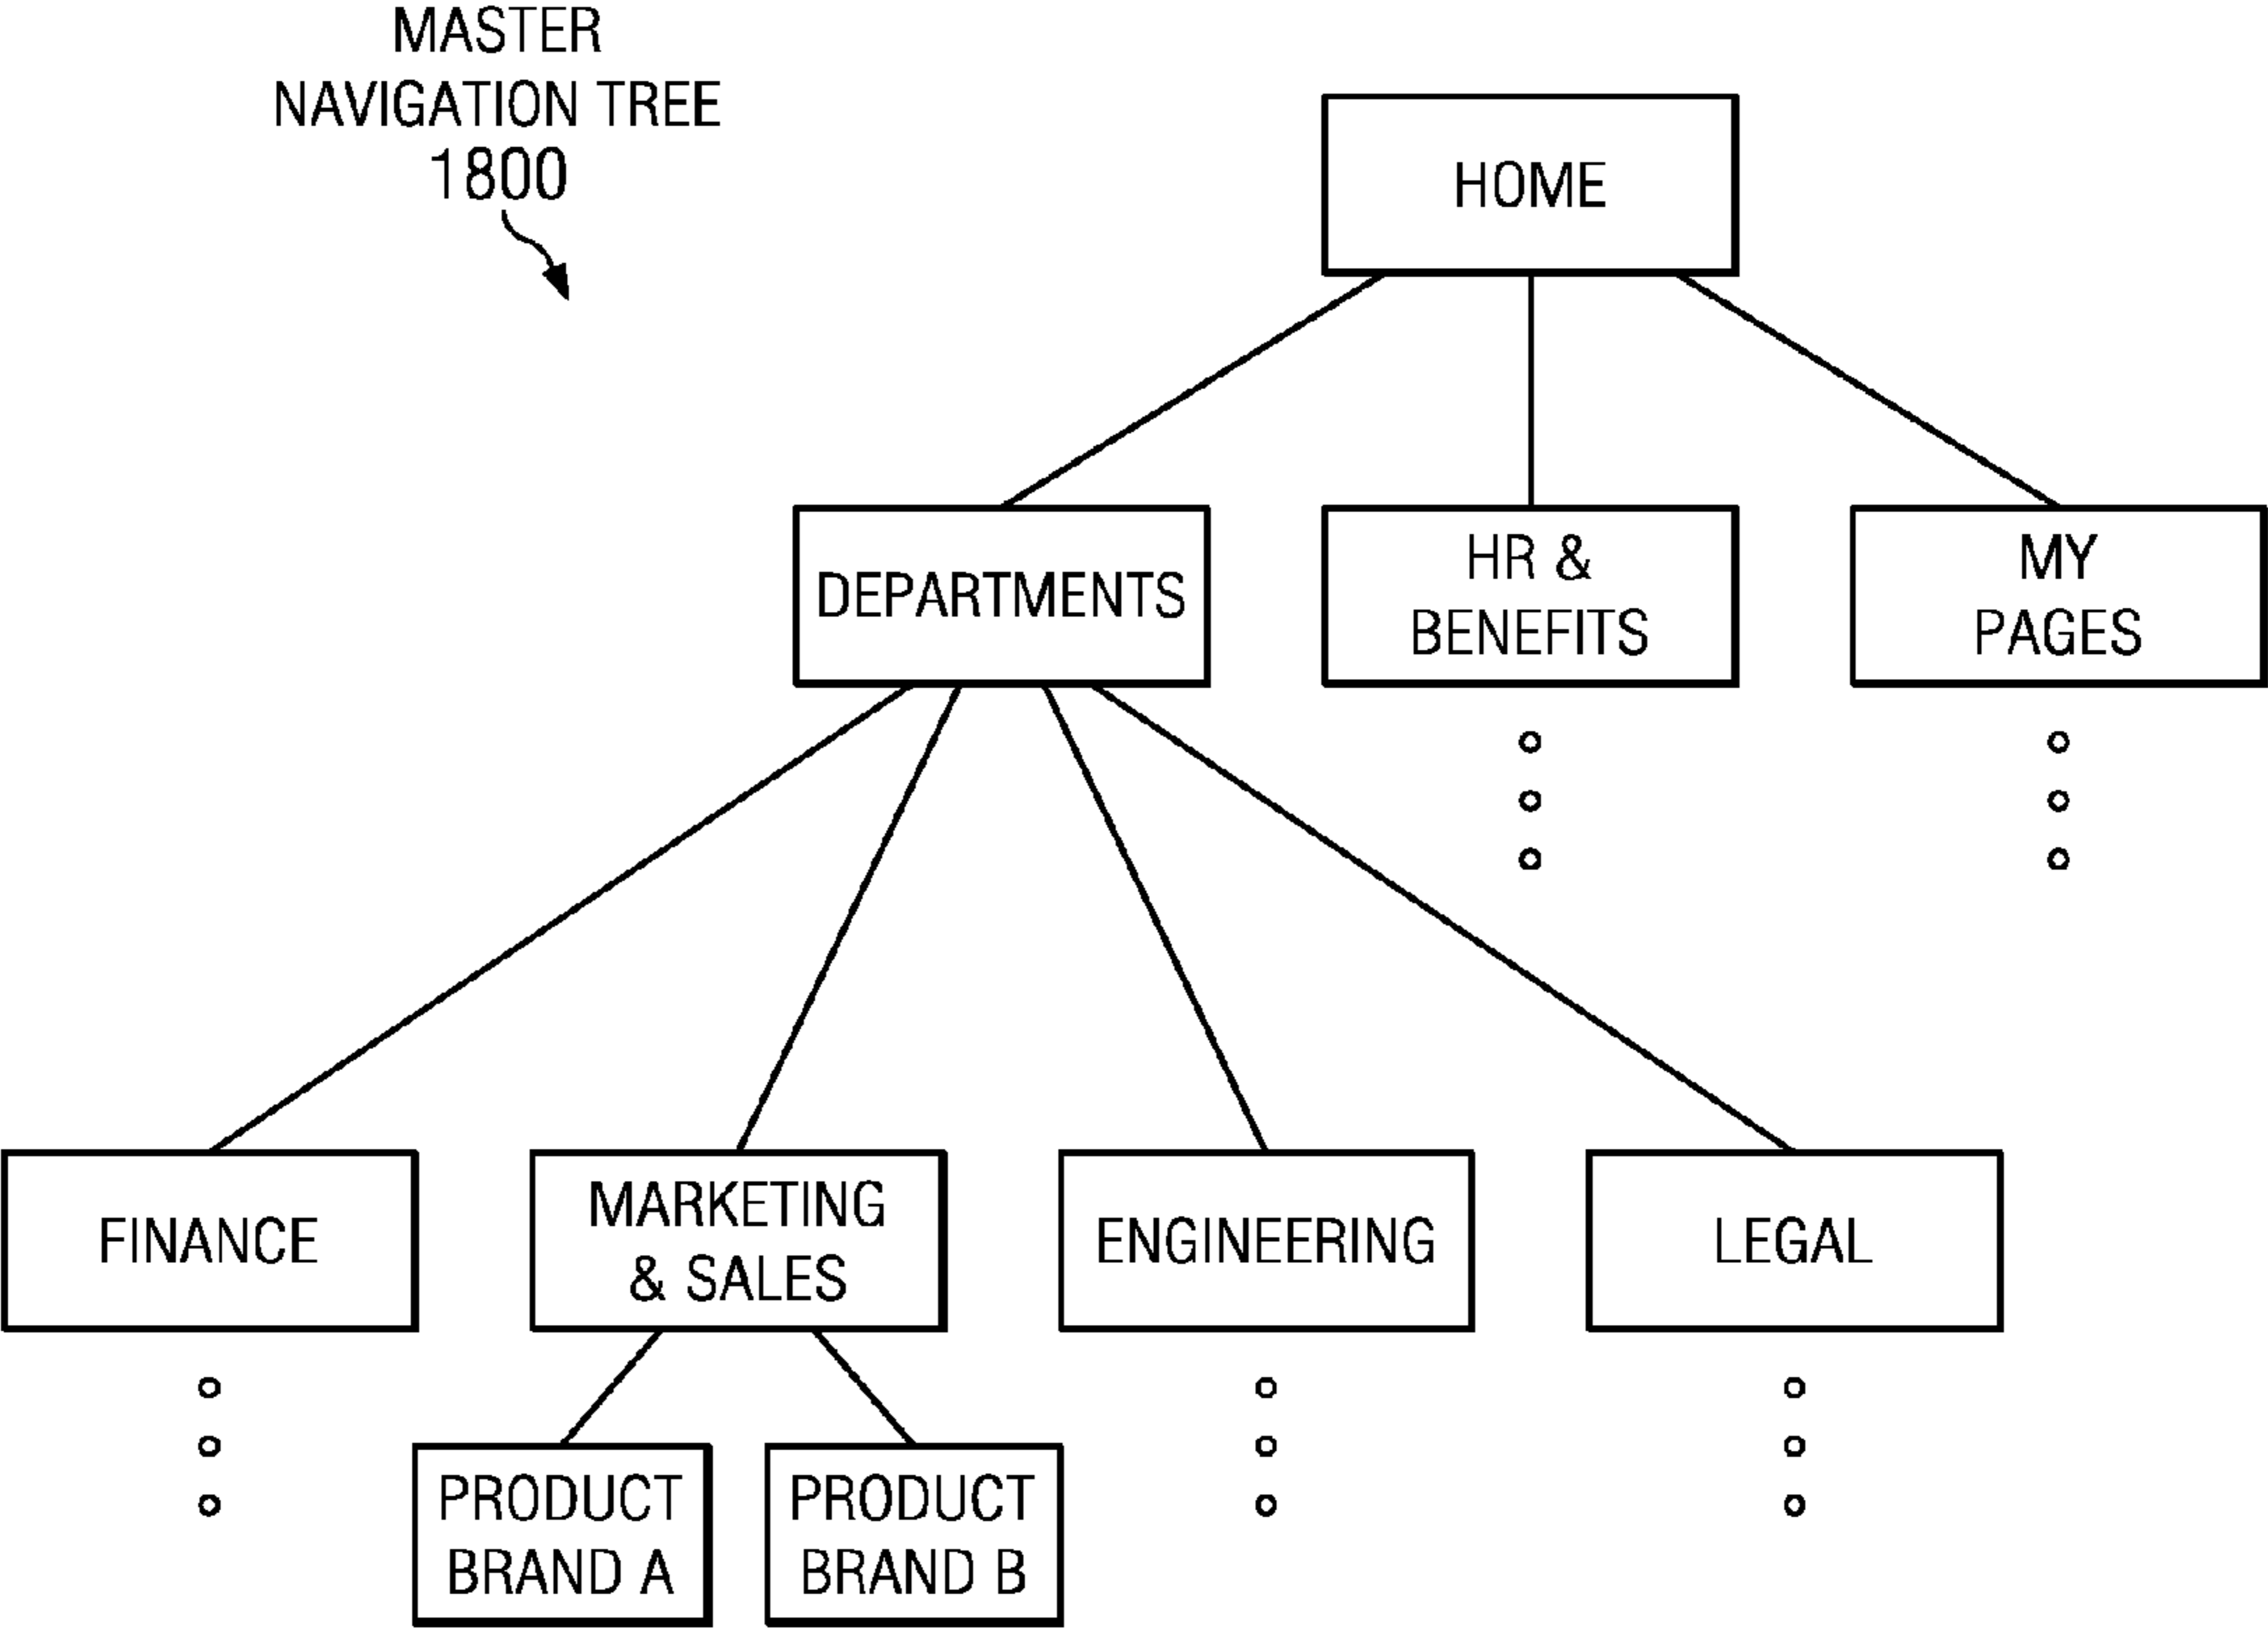 MASTER
NAVIGATION TREE
1800
HOME
DEPARTMENTS
HR &
BENEFITS
MY
PAGES
FINANCE
MARKETING
& SALES
ENGINEERING
LEGAL
PRODUCT
BRAND A
PRODUCT
BRAND B